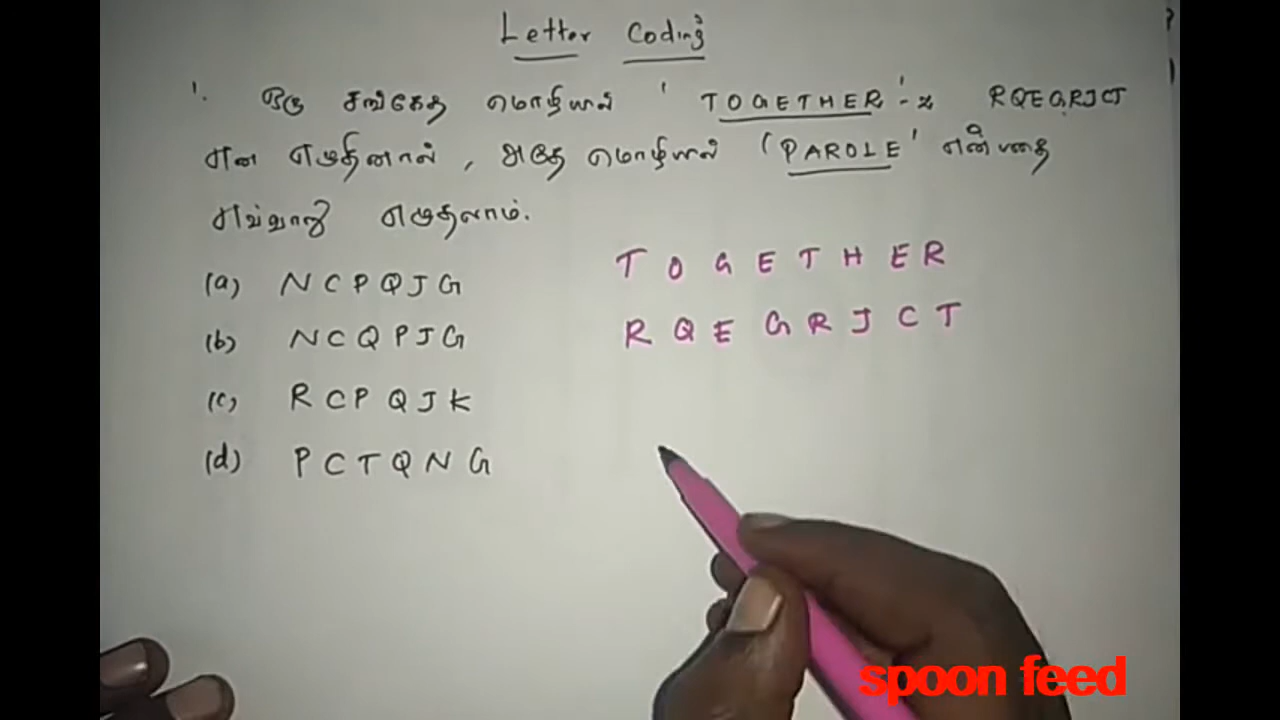 Letter Coding
1. ஒரு சங்கேத மொழியில் 'TOGETHER'-ஐ RQEGRJCT
என எழுதினால், அதே மொழியில் 'PAROLE' என்பதை
எவ்வாறு எழுதலாம்.
(a) NCPQJG
(b) NCQPJG
(c) RCPQJK
(d) PCTQNG
T O G E T H E R
R Q E G R J C T
spoon feed